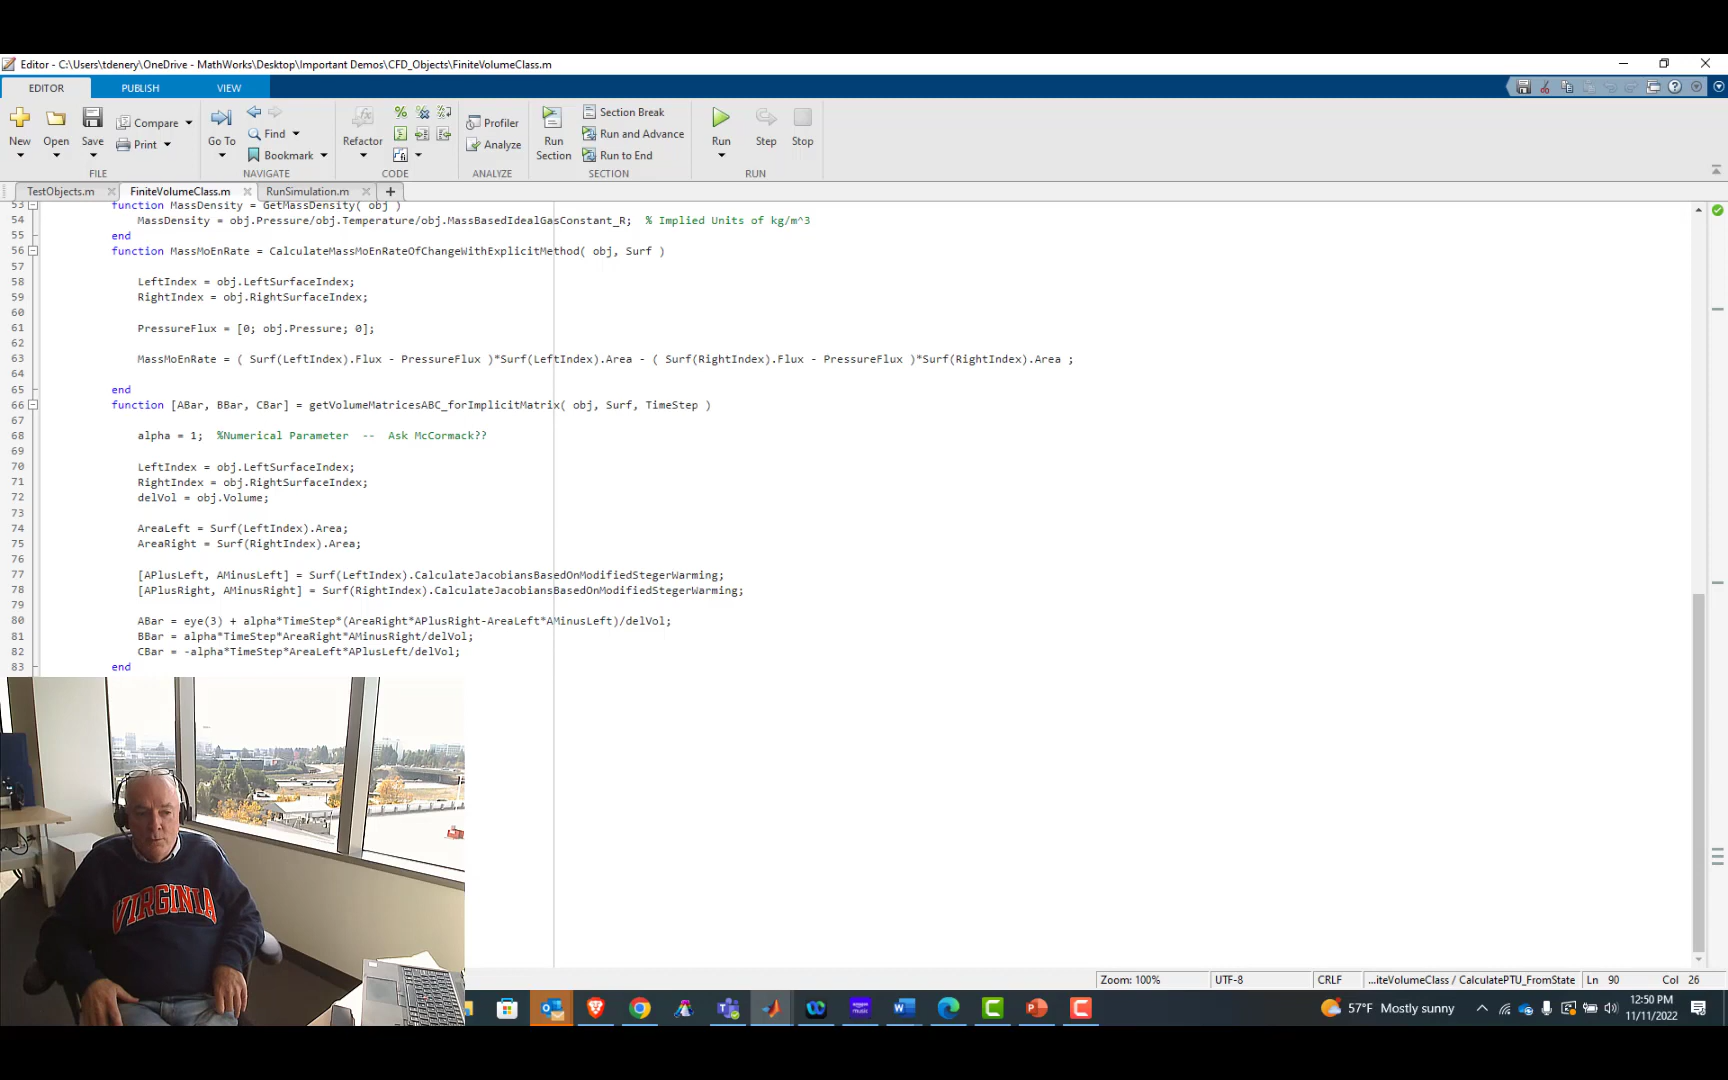 Editor - C:\Users\tdenery\OneDrive - MathWorks\Desktop\Important Demos\CFD_Objects\FiniteVolumeClass.m
EDITOR PUBLISH VIEW
New Open Save Compare Print
Go To Find Bookmark
Refactor
Profiler Analyze
Run Section
Section Break
Run and Advance
Run to End
Run Step Stop
FILE NAVIGATE CODE ANALYZE SECTION RUN
TestObjects.m FiniteVolumeClass.m RunSimulation.m
53 function MassDensity = GetMassDensity( obj )
54 MassDensity = obj.Pressure/obj.Temperature/obj.MassBasedIdealGasConstant_R; % Implied Units of kg/m^3
55 end
56 function MassMoEnRate = CalculateMassMoEnRateOfChangeWithExplicitMethod( obj, Surf )
57
58 LeftIndex = obj.LeftSurfaceIndex;
59 RightIndex = obj.RightSurfaceIndex;
60
61 PressureFlux = [0; obj.Pressure; 0];
62
63 MassMoEnRate = ( Surf(LeftIndex).Flux - PressureFlux )*Surf(LeftIndex).Area - ( Surf(RightIndex).Flux - PressureFlux )*Surf(RightIndex).Area ;
64
65 end
66 function [ABar, BBar, CBar] = getVolumeMatricesABC_forImplicitMatrix( obj, Surf, TimeStep )
67
68 alpha = 1; %Numerical Parameter -- Ask McCormack??
69
70 LeftIndex = obj.LeftSurfaceIndex;
71 RightIndex = obj.RightSurfaceIndex;
72 delVol = obj.Volume;
73
74 AreaLeft = Surf(LeftIndex).Area;
75 AreaRight = Surf(RightIndex).Area;
76
77 [APlusLeft, AMinusLeft] = Surf(LeftIndex).CalculateJacobiansBasedOnModifiedStegerWarming;
78 [APlusRight, AMinusRight] = Surf(RightIndex).CalculateJacobiansBasedOnModifiedStegerWarming;
79
80 ABar = eye(3) + alpha*TimeStep*(AreaRight*APlusRight-AreaLeft*AMinusLeft)/delVol;
81 BBar = alpha*TimeStep*AreaRight*AMinusRight/delVol;
82 CBar = -alpha*TimeStep*AreaLeft*APlusLeft/delVol;
83 end
VIRGINIA
Zoom: 100% UTF-8 CRLF ...iteVolumeClass / CalculatePTU_FromState Ln 90 Col 26
57°F Mostly sunny
12:50 PM
11/11/2022